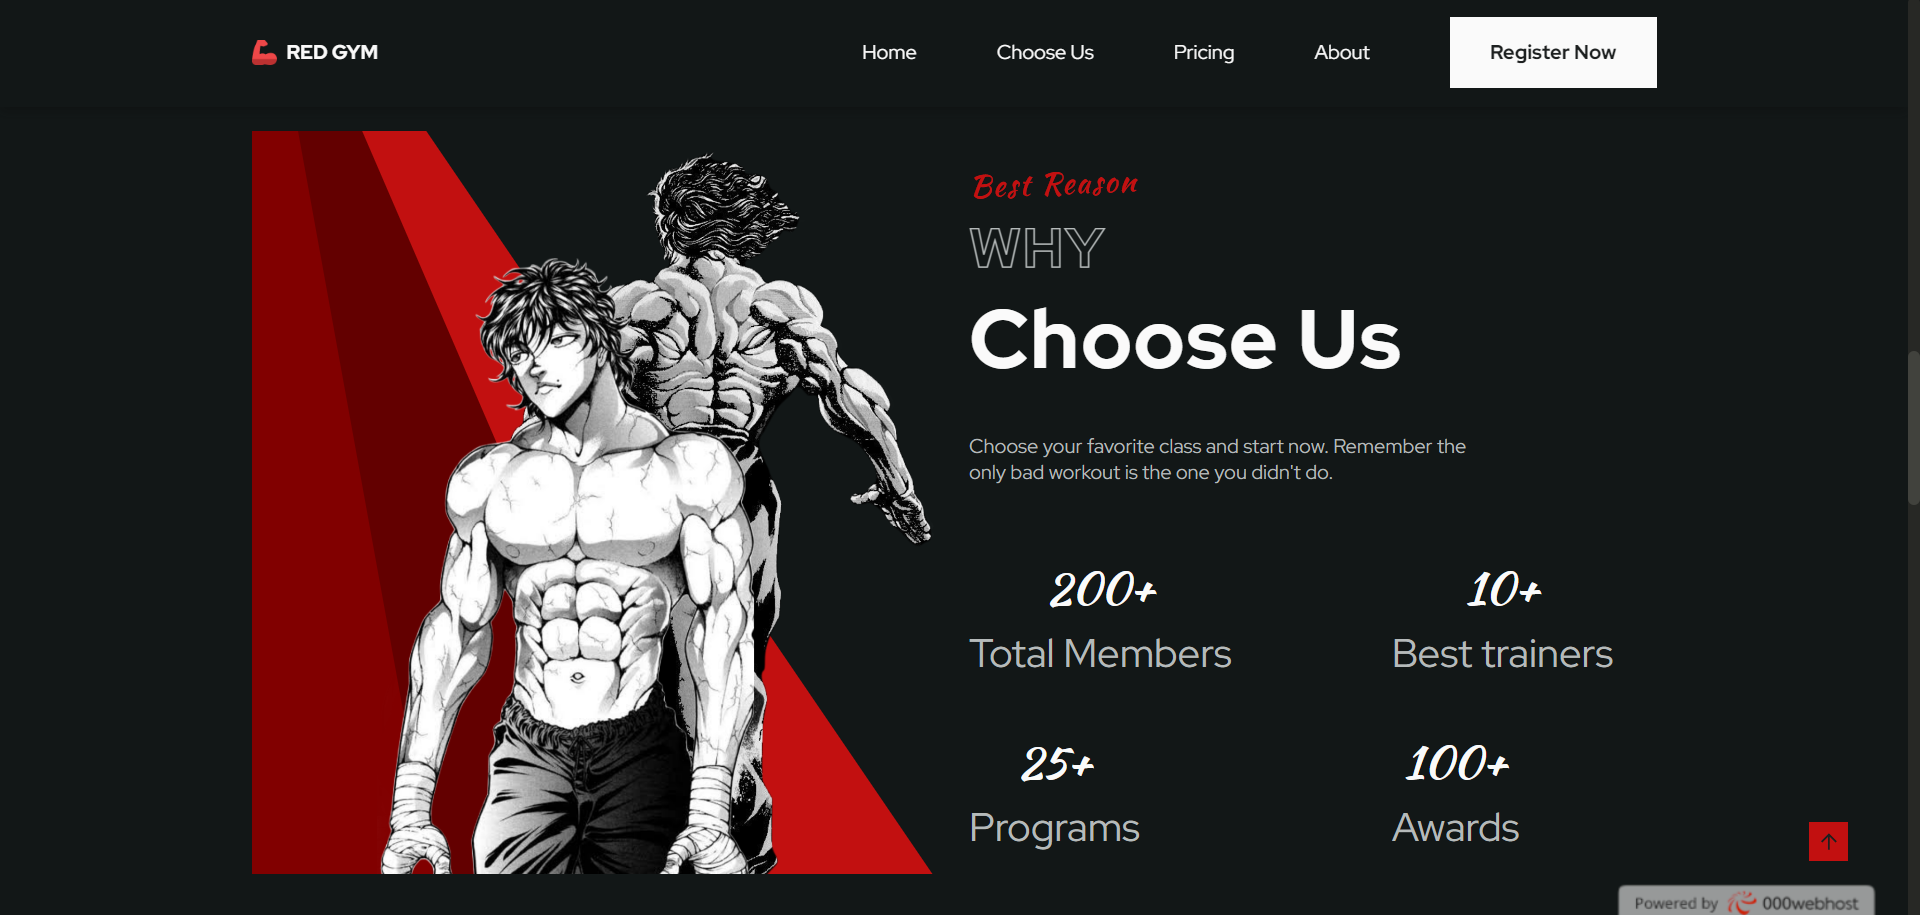 RED GYM
Home
Choose Us
Pricing
About
Register Now
Best Reason
WHY
Choose Us
Choose your favorite class and start now. Remember the
only bad workout is the one you didn't do.
200+
Total Members
10+
Best trainers
25+
Programs
100+
Awards
Powered by 000webhost